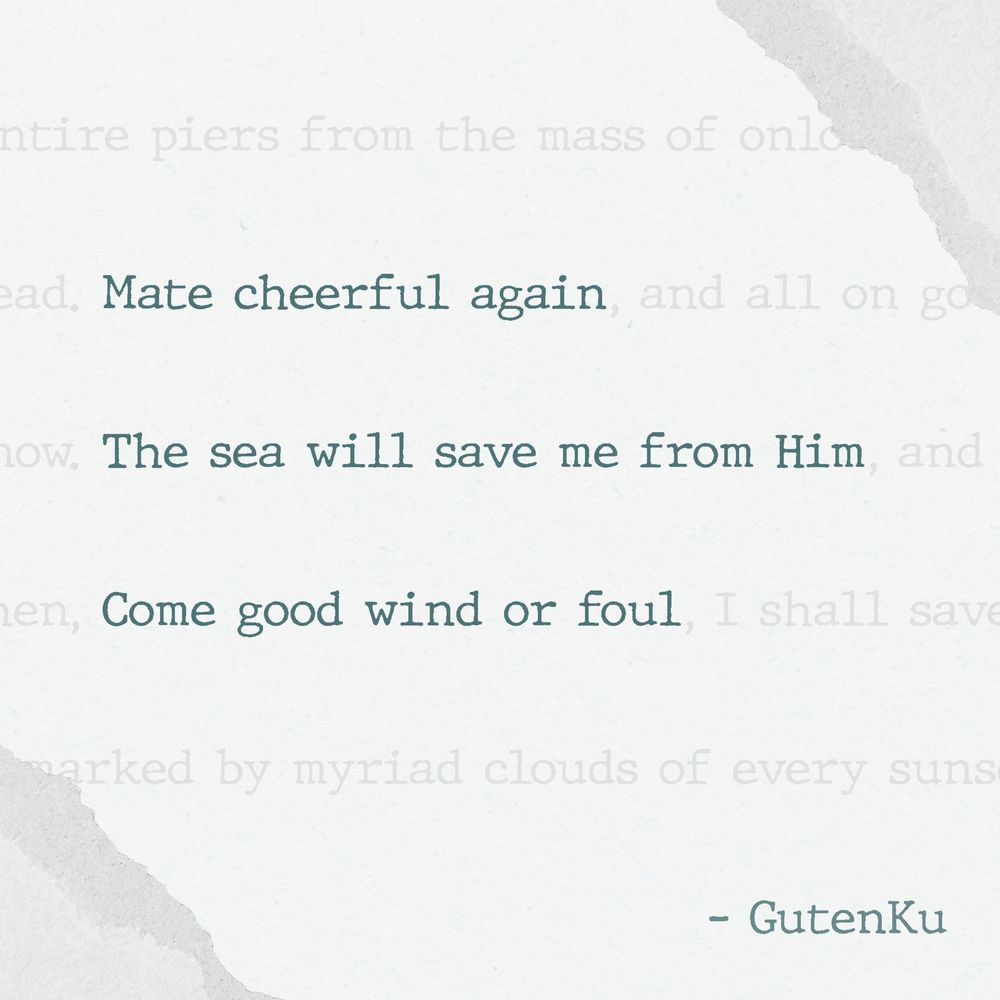 ntire piers from the mass of onlo
ead. Mate cheerful again, and all on go
now. The sea will save me from Him, and
hen, Come good wind or foul, I shall save
marked by myriad clouds of every suns
- GutenKu